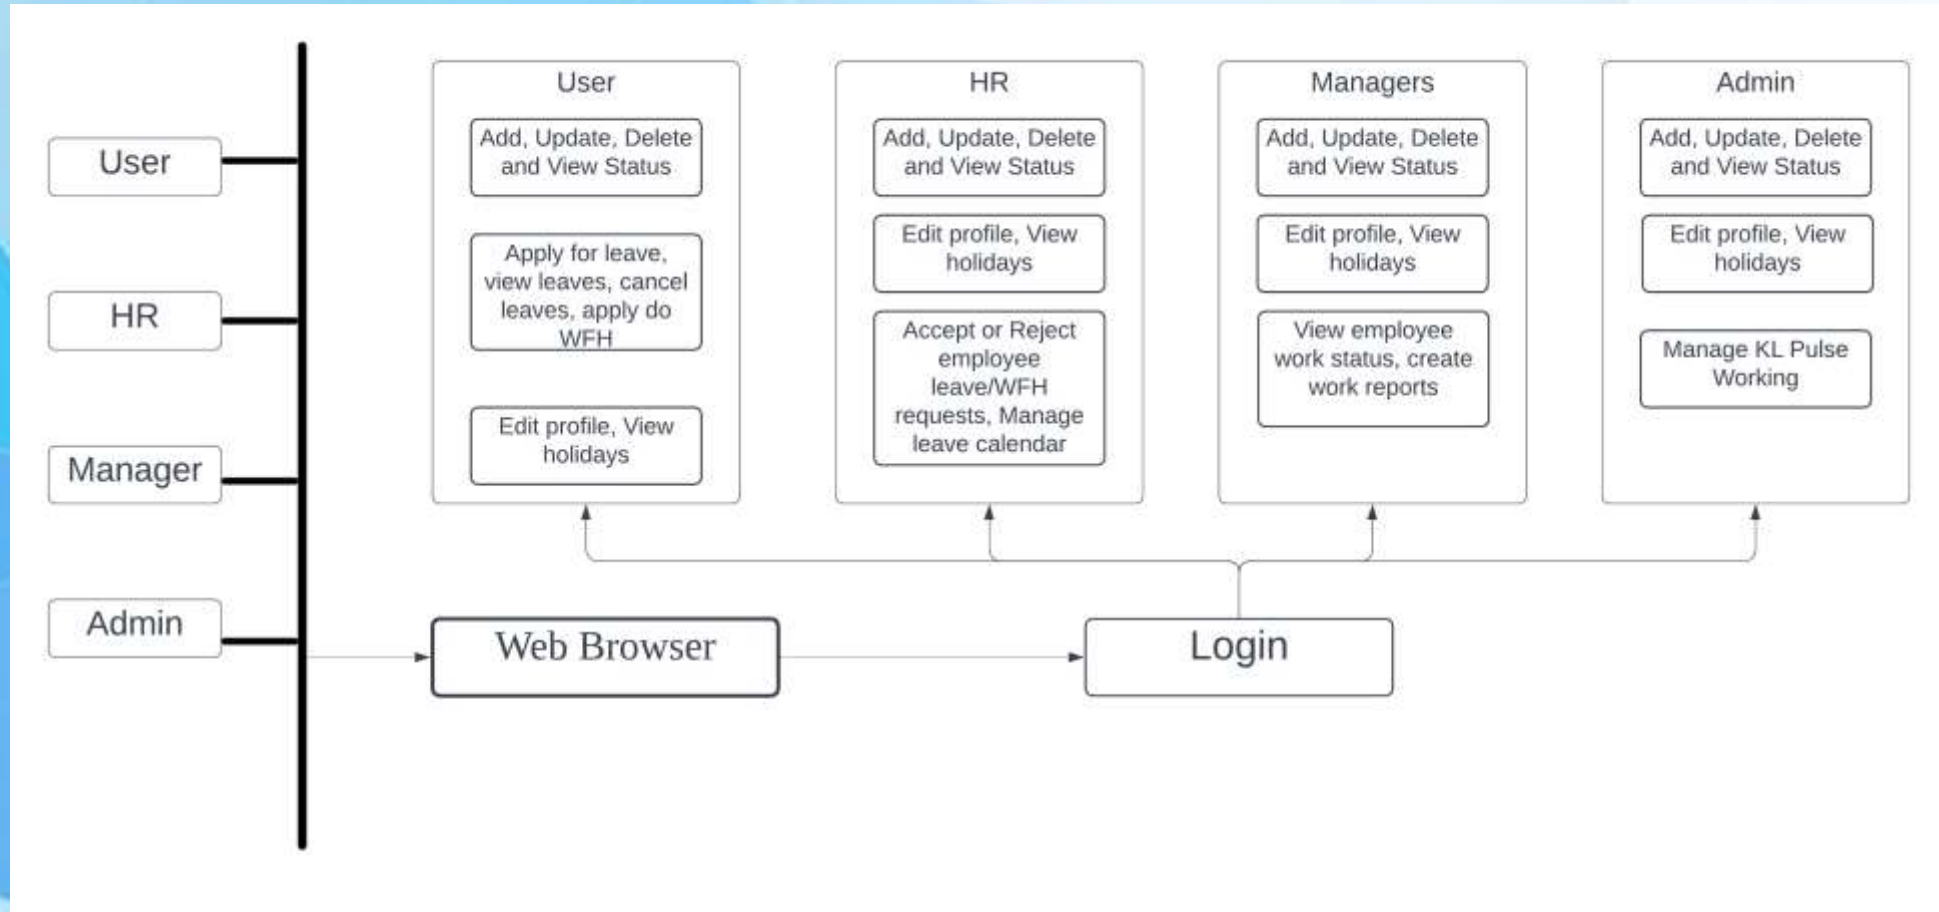 User
HR
Manager
Admin
User
Add, Update, Delete
and View Status
Apply for leave,
view leaves, cancel
leaves, apply do
WFH
Edit profile, View
holidays
HR
Add, Update, Delete
and View Status
Edit profile, View
holidays
Accept or Reject
employee
leave/WFH
requests, Manage
leave calendar
Managers
Add, Update, Delete
and View Status
Edit profile, View
holidays
View employee
work status, create
work reports
Admin
Add, Update, Delete
and View Status
Edit profile, View
holidays
Manage KL Pulse
Working
Web Browser
Login